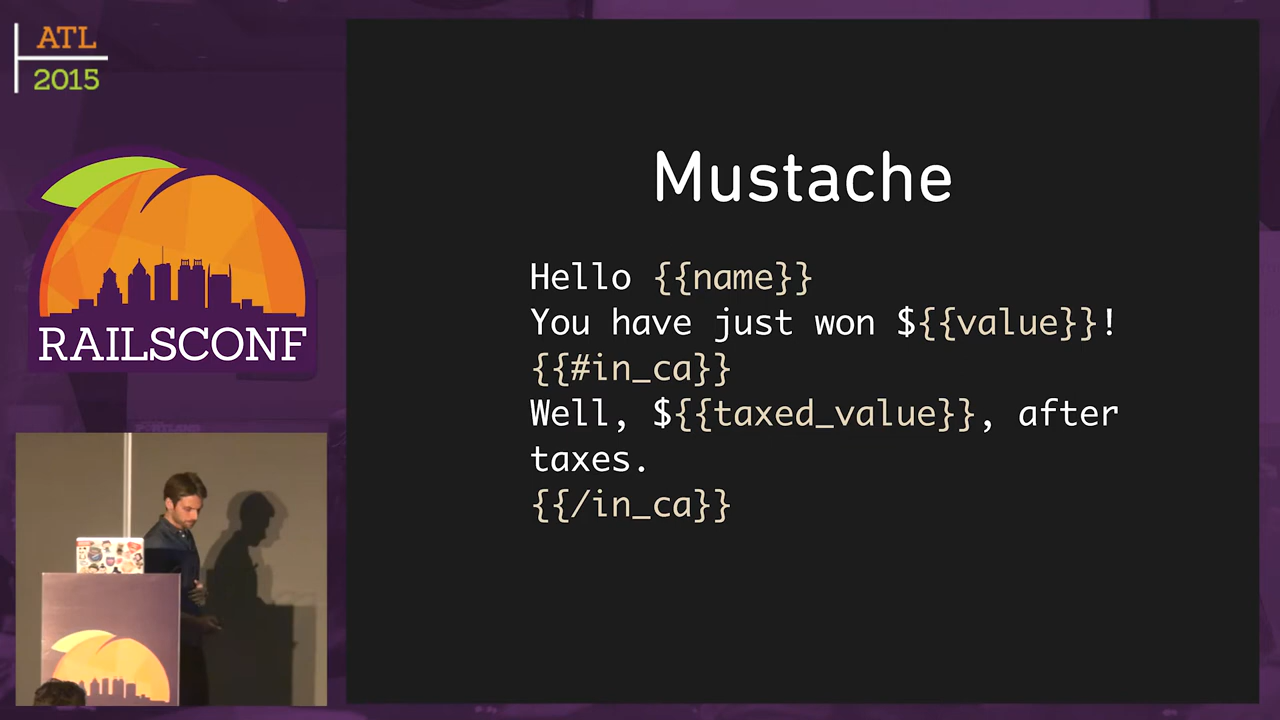 ATL
2015
RAILSCONF
Mustache
Hello {{name}}
You have just won ${{value}}!
{{#in_ca}}
Well, ${{taxed_value}}, after
taxes.
{{/in_ca}}